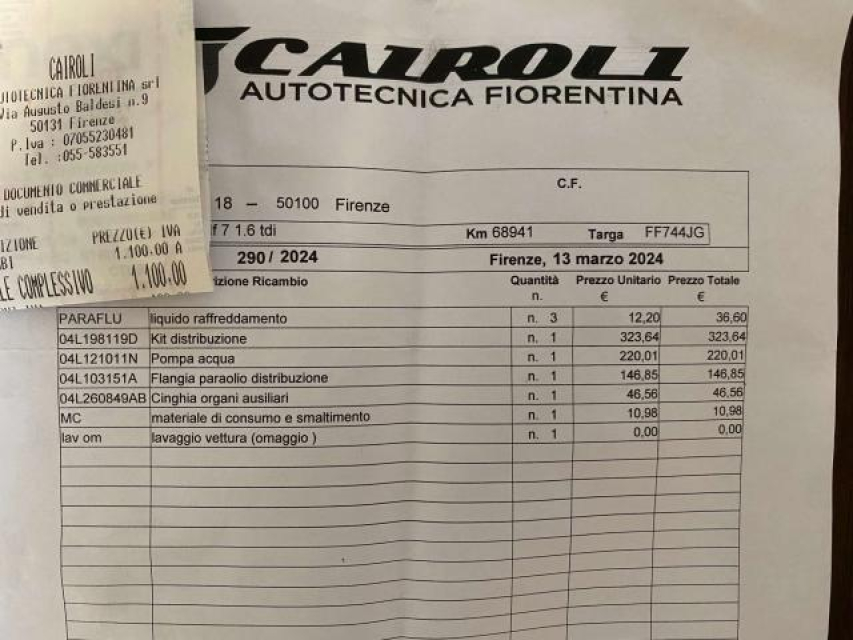 CAIROLI
AUTOTECNICA FIORENTINA srl
Via Augusto Baldesi n.9
50131 Firenze
P.Iva : 07055230481
Tel. :055-583551
DOCUMENTO COMMERCIALE
di vendita o prestazione
PREZZO(€) IVA
1.100.00 A
COMPLESSIVO 1.100.00
CAIROLI
AUTOTECNICA FIORENTINA
C.F.
18 – 50100 Firenze
f 7 1.6 tdi Km 68941 Targa FF744JG
290/ 2024 Firenze, 13 marzo 2024
Ricambio Quantità Prezzo Unitario Prezzo Totale
n. € €
PARAFLU liquido raffreddamento n. 3 12,20 36,60
04L198119D Kit distribuzione n. 1 323,64 323,64
04L121011N Pompa acqua n. 1 220,01 220,01
04L103151A Flangia paraolio distribuzione n. 1 146,85 146,85
04L260849AB Cinghia organi ausiliari n. 1 46,56 46,56
MC materiale di consumo e smaltimento n. 1 10,98 10,98
lav om lavaggio vettura (omaggio ) n. 1 0,00 0,00